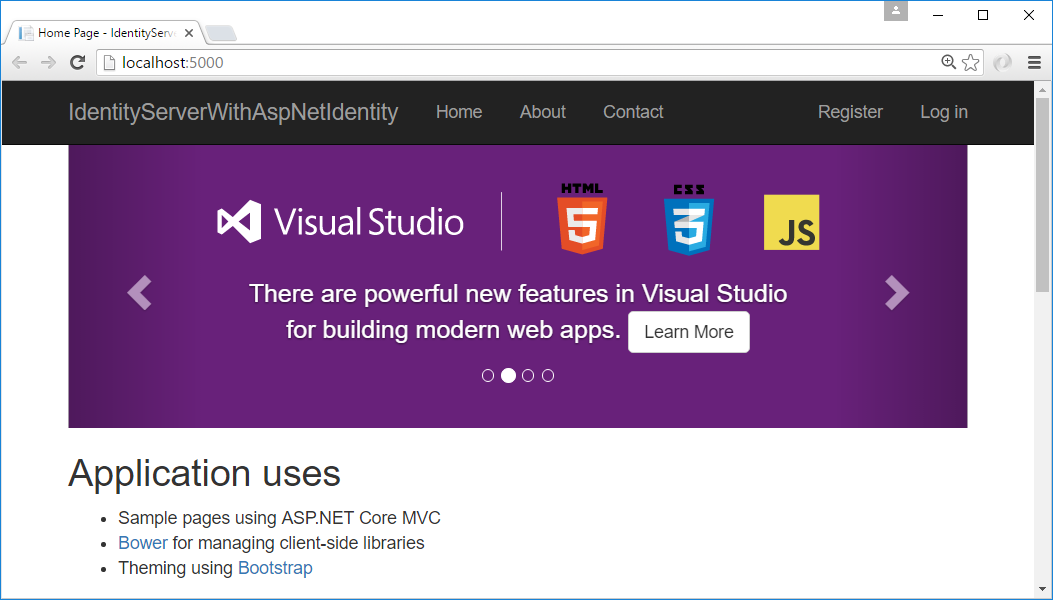 Home Page - IdentityServ
localhost:5000
IdentityServerWithAspNetIdentity Home About Contact Register Log in
Visual Studio HTML 5 CSS 3 JS
There are powerful new features in Visual Studio
for building modern web apps. Learn More
Application uses
Sample pages using ASP.NET Core MVC
Bower for managing client-side libraries
Theming using Bootstrap